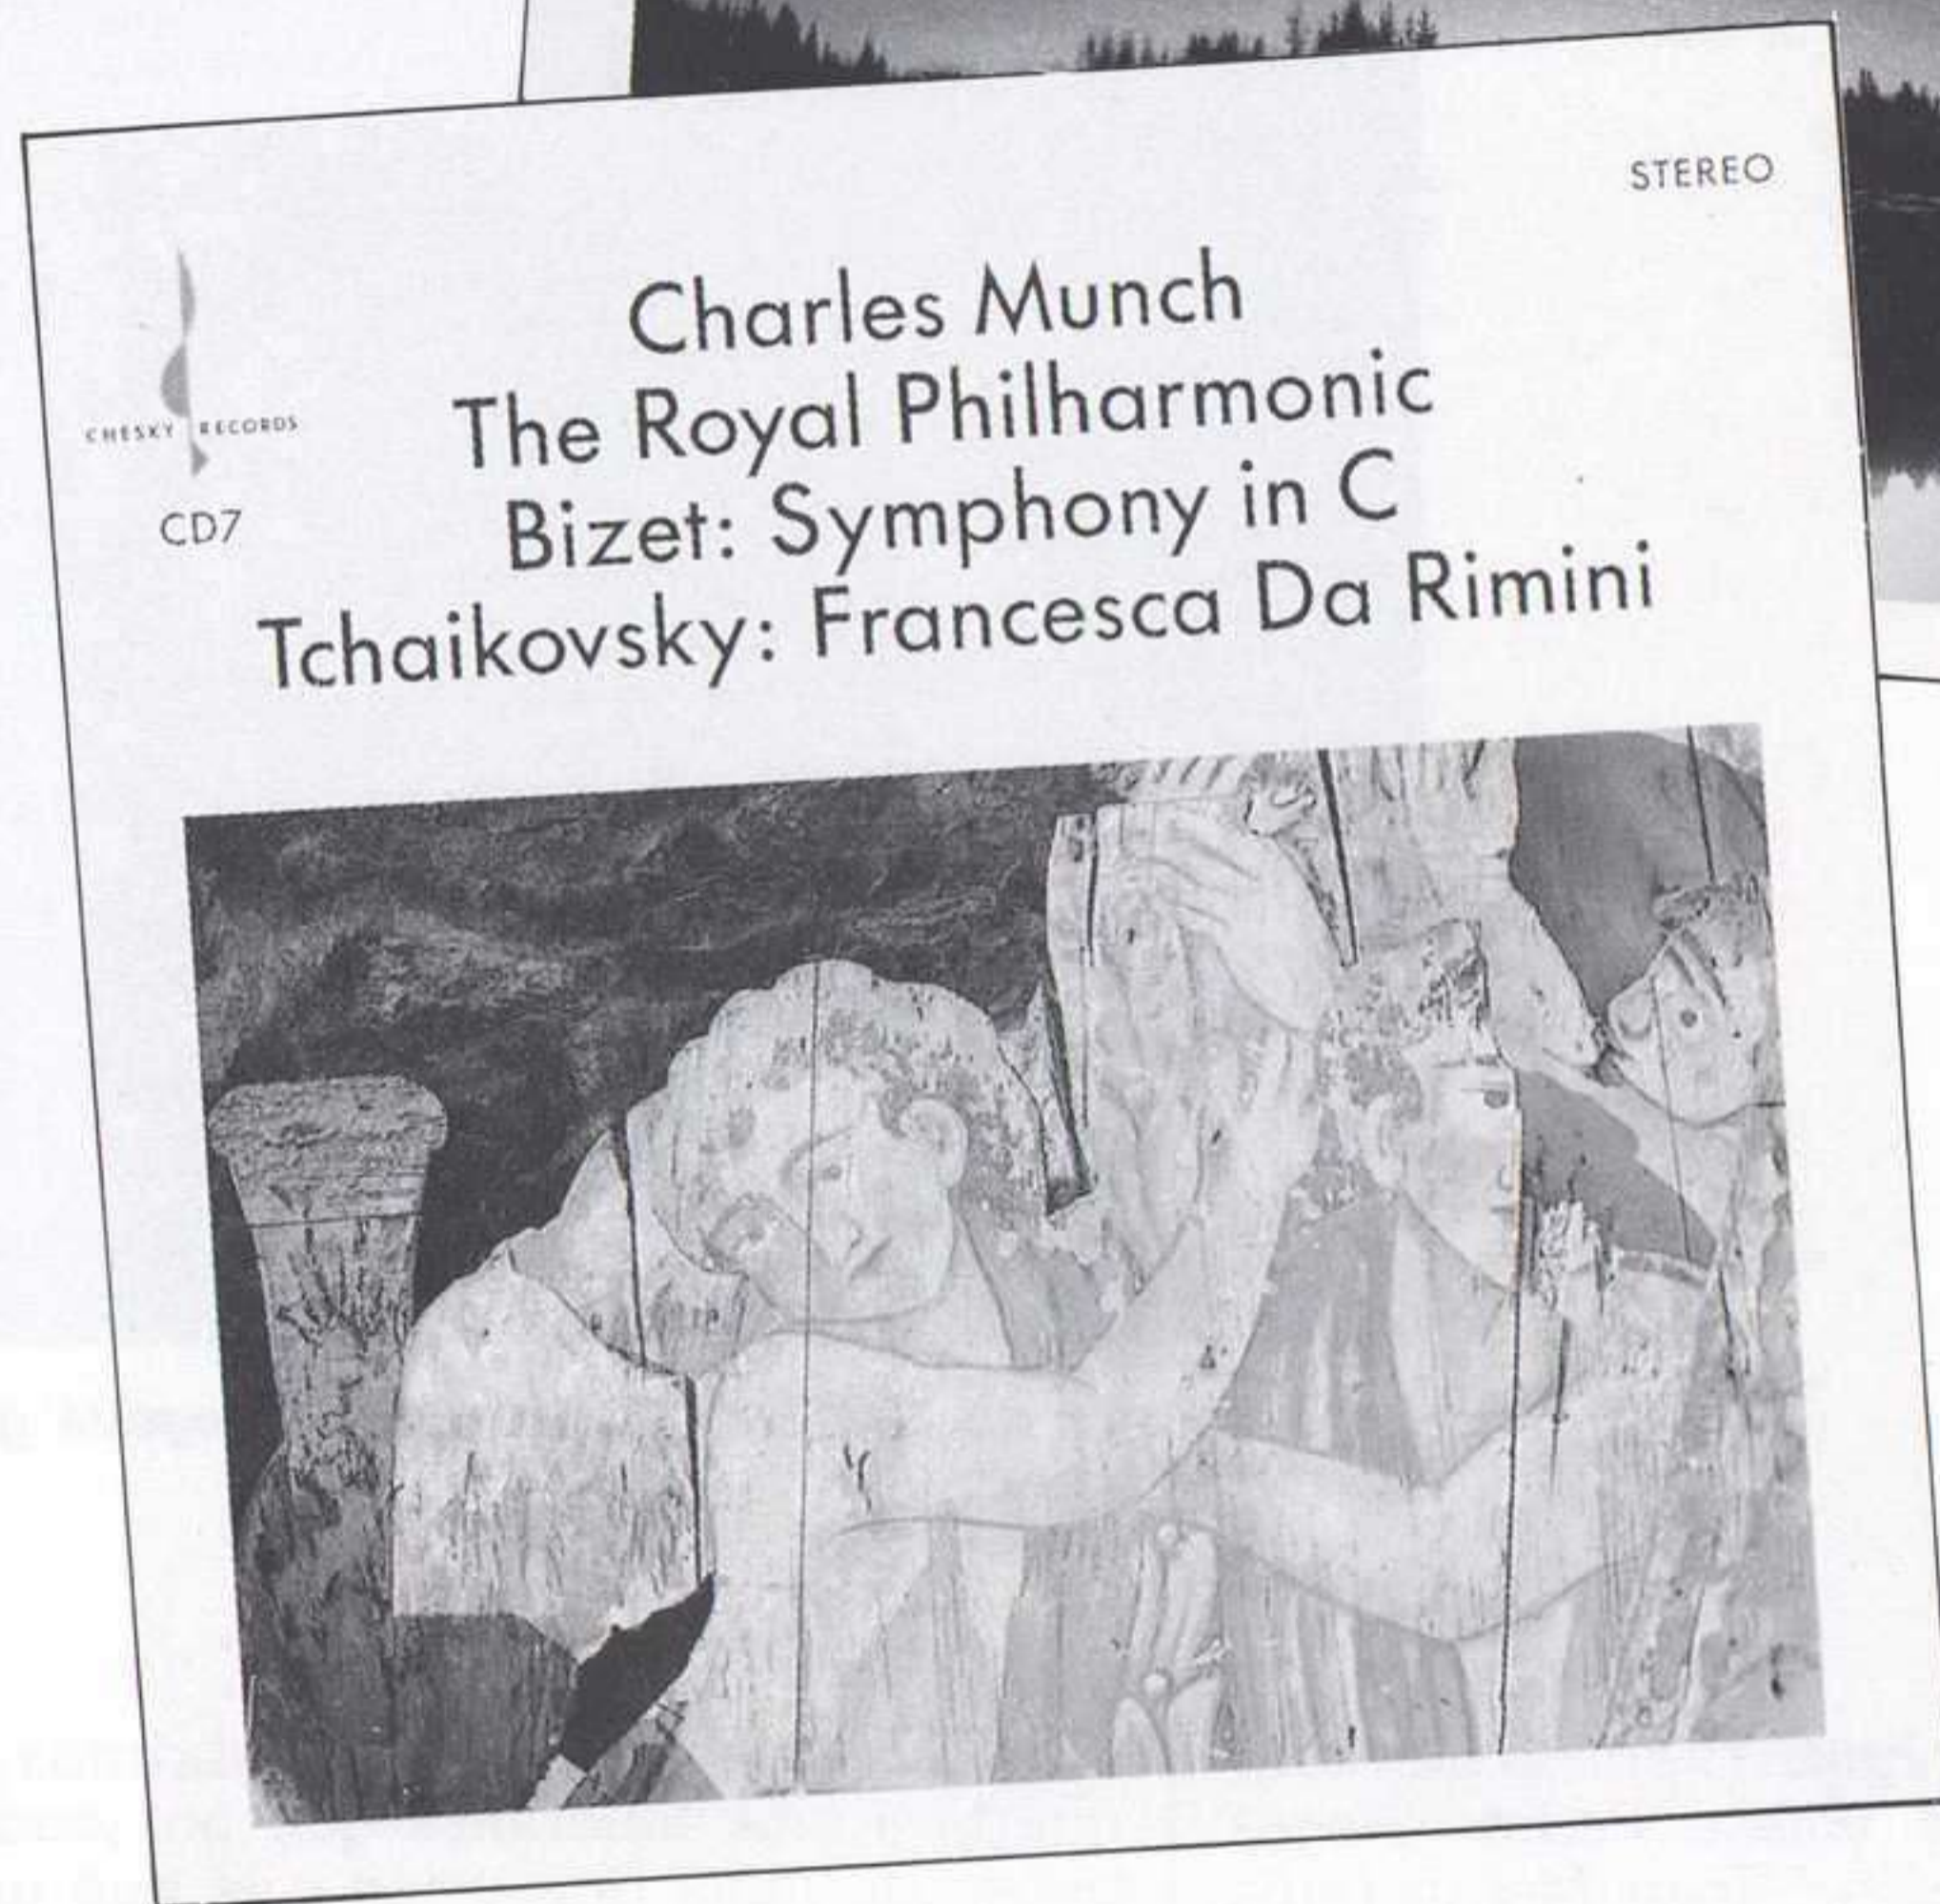 STEREO
Charles Munch
The Royal Philharmonic
Bizet: Symphony in C
Tchaikovsky: Francesca Da Rimini
CHESKY RECORDS
CD7